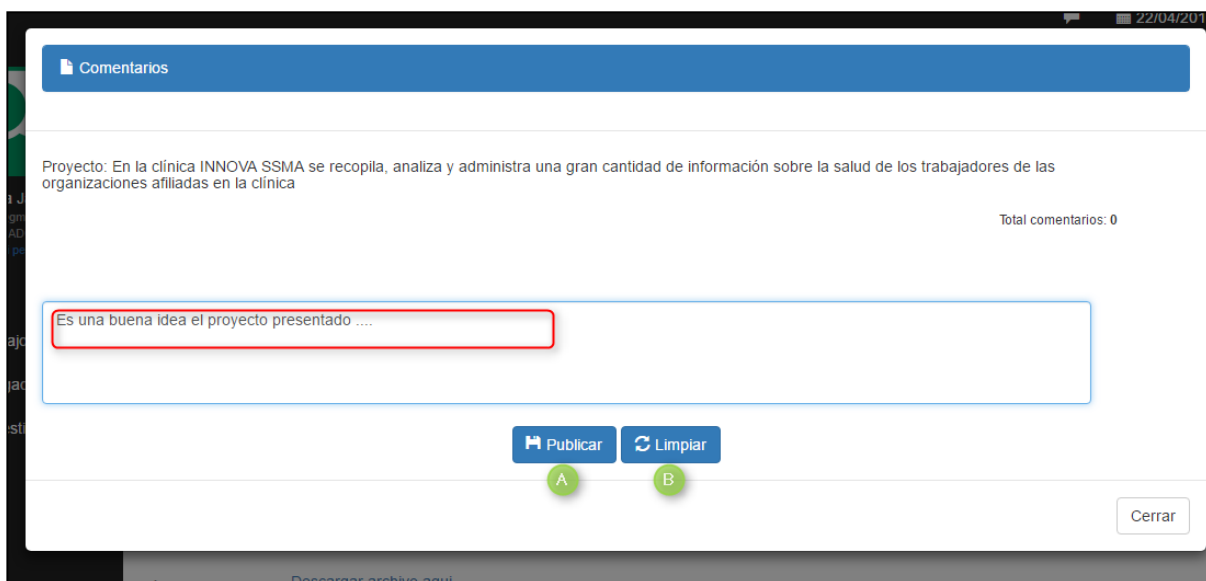 22/04/201
Comentarios
Proyecto: En la clínica INNOVA SSMA se recopila, analiza y administra una gran cantidad de información sobre la salud de los trabajadores de las
organizaciones afiliadas en la clínica
Total comentarios: 0
Es una buena idea el proyecto presentado ....
Publicar
Limpiar
A
B
Cerrar
Descargar archivo aqui